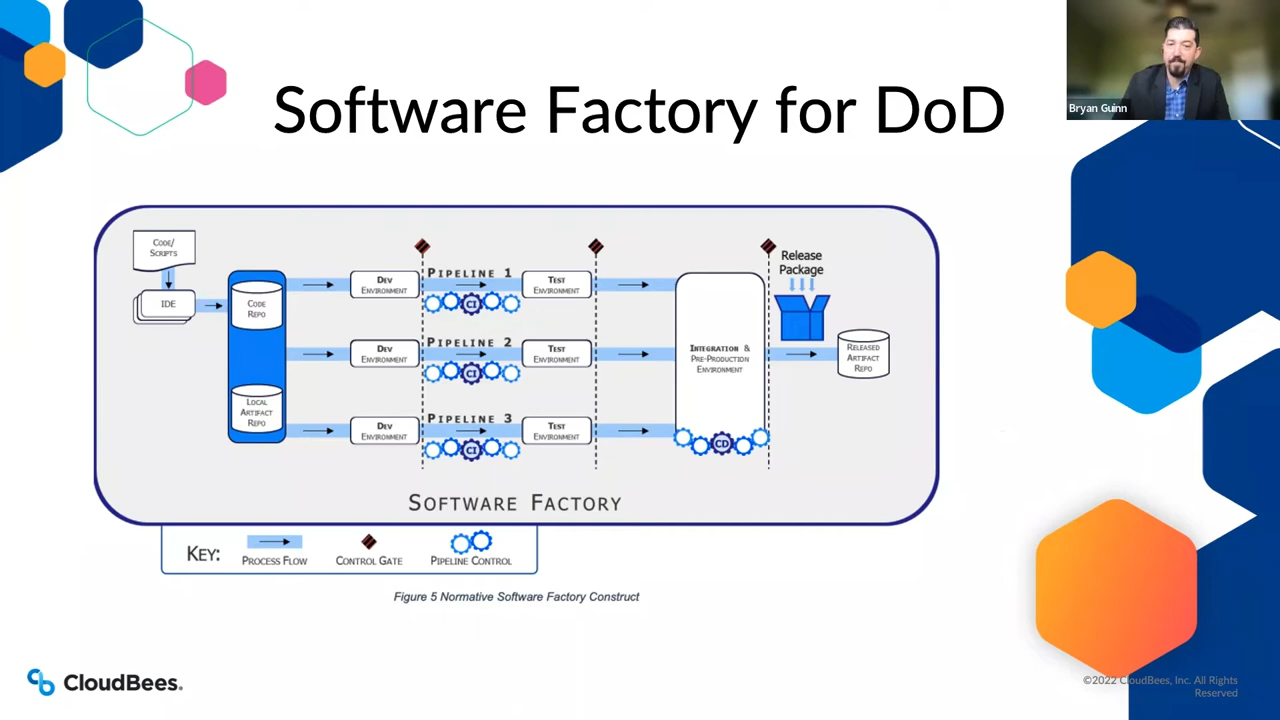 Software Factory for DoD
Bryan Guinn
CODE/
SCRIPTS
IDE
CODE
REPO
LOCAL
ARTIFACT
REPO
DEV
ENVIRONMENT
PIPELINE 1
CI
TEST
ENVIRONMENT
DEV
ENVIRONMENT
PIPELINE 2
CI
TEST
ENVIRONMENT
DEV
ENVIRONMENT
PIPELINE 3
CI
TEST
ENVIRONMENT
INTEGRATION &
PRE-PRODUCTION
ENVIRONMENT
CD
Release
Package
RELEASED
ARTIFACT
REPO
SOFTWARE FACTORY
KEY:
PROCESS FLOW
CONTROL GATE
PIPELINE CONTROL
Figure 5 Normative Software Factory Construct
CloudBees.
©2022 CloudBees, Inc. All Rights
Reserved